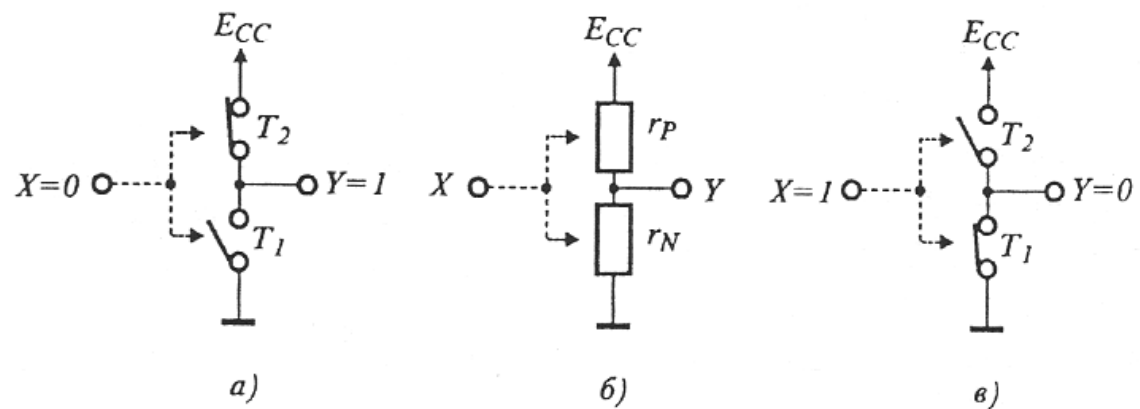 E_CC
T_2
X=0
Y=1
T_1
а)
E_CC
r_P
X
Y
r_N
б)
E_CC
T_2
X=1
Y=0
T_1
в)